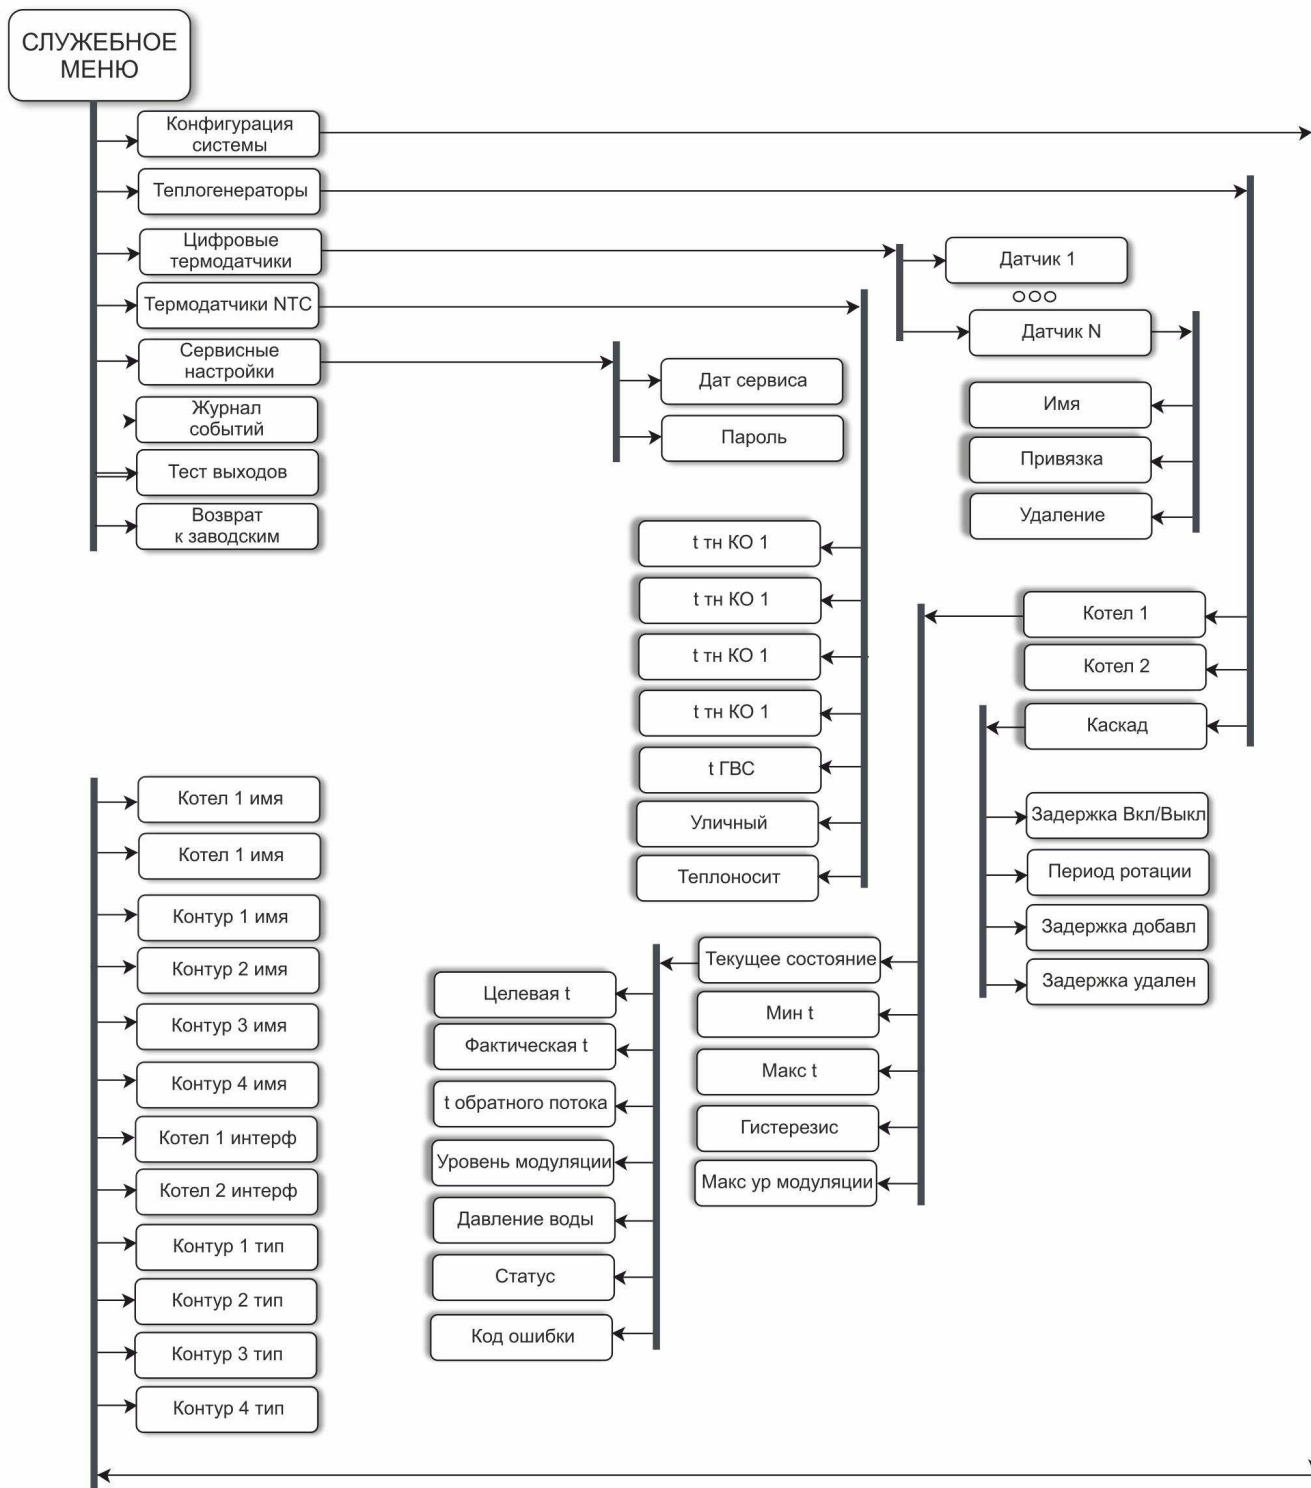 СЛУЖЕБНОЕ
МЕНЮ
Конфигурация
системы
Теплогенераторы
Цифровые
термодатчики
Термодатчики NTC
Сервисные
настройки
Журнал
событий
Тест выходов
Возврат
к заводским
Датчик 1
Датчик N
Имя
Привязка
Удаление
Дат сервиса
Пароль
t тн КО 1
t тн КО 1
t тн КО 1
t тн КО 1
t ГВС
Уличный
Теплоносит
Котел 1
Котел 2
Каскад
Задержка Вкл/Выкл
Период ротации
Задержка добавл
Задержка удален
Текущее состояние
Мин t
Макс t
Гистерезис
Макс ур модуляции
Целевая t
Фактическая t
t обратного потока
Уровень модуляции
Давление воды
Статус
Код ошибки
Котел 1 имя
Котел 1 имя
Контур 1 имя
Контур 2 имя
Контур 3 имя
Контур 4 имя
Котел 1 интерф
Котел 2 интерф
Контур 1 тип
Контур 2 тип
Контур 3 тип
Контур 4 тип